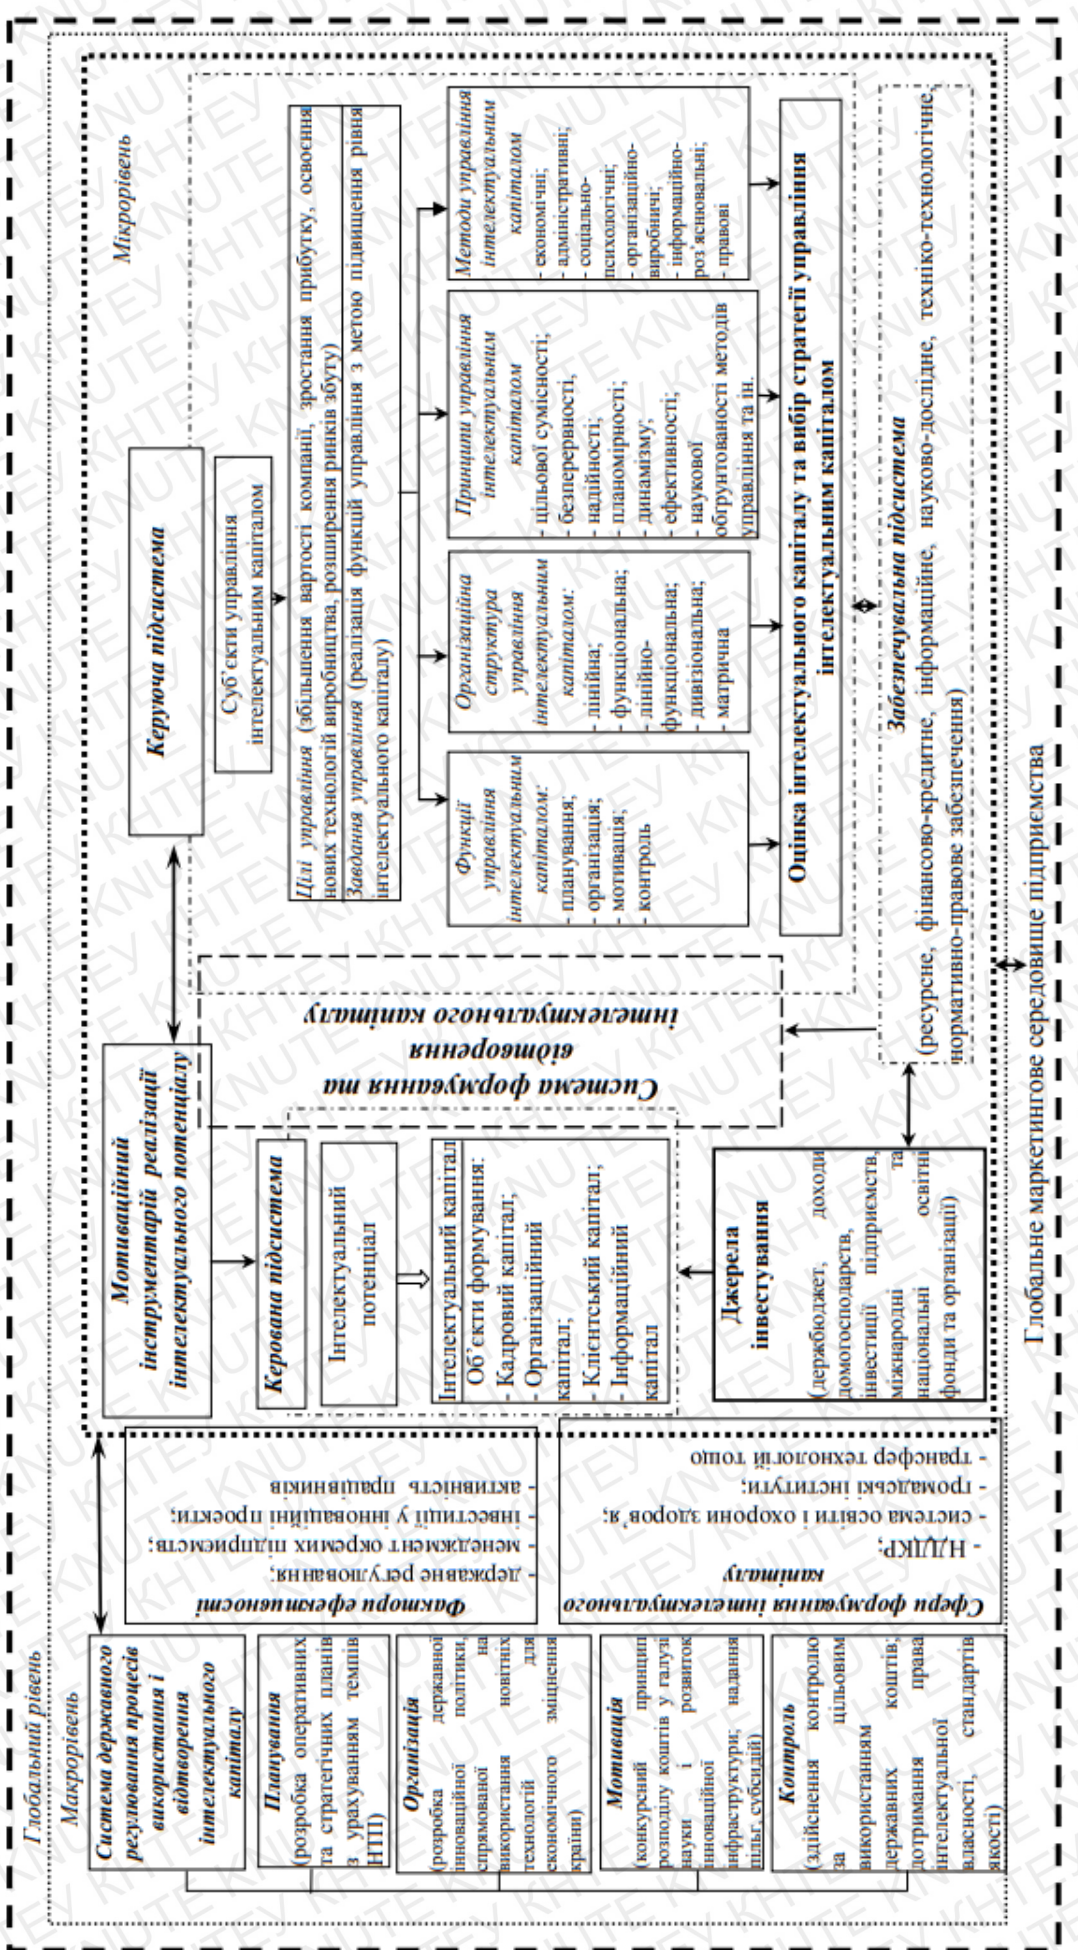 Глобальний рівень
Макрорівень
Система державного
регулювання процесів
використання і
відтворення
інтелектуального
капіталу
Планування
(розробка оперативних
та стратегічних планів
з урахуванням темпів
НТП)
Організація
(розробка державної
інноваційної політики,
спрямованої на
використання новітніх
технологій для
економічного зміцнення
країни)
Мотивація
(конкурсний принцип
розподілу коштів у галузі
науки і розвиток
інноваційної
інфраструктури; надання
пільг, субсидій)
Контроль
(здійснення контролю
за цільовим
використанням
державних коштів;
дотримання права
інтелектуальної
власності, стандартів
якості)
Фактори ефективності
- державне регулювання;
- менеджмент окремих підприємств;
- інвестиції у інноваційні проекти;
- активність працівників
Сфери формування інтелектуального
капіталу
- НДДКР;
- система освіти і охорони здоров'я;
- громадські інститути;
- трансфер технологій тощо
Мотиваційний
інструментарій реалізації
інтелектуального потенціалу
Керована підсистема
Інтелектуальний
потенціал
Інтелектуальний капітал
Об'єкти формування:
- Кадровий капітал;
- Організаційний
капітал;
- Клієнтський капітал;
- Інформаційний
капітал
Джерела
інвестування
(держбюджет, доходи
домогосподарств,
інвестиції підприємств,
міжнародні та
національні освітні
фонди та організації)
Система формування та
відтворення
інтелектуального капіталу
Мікрорівень
Керуюча підсистема
Суб'єкти управління
інтелектуальним капіталом
Цілі управління (збільшення вартості компанії, зростання прибутку, освоєння
нових технологій виробництва, розширення ринків збуту)
Завдання управління (реалізація функцій управління з метою підвищення рівня
інтелектуального капіталу)
Функції
управління
інтелектуальним
капіталом:
- планування;
- організація;
- мотивація;
- контроль
Організаційна
структура
управління
інтелектуальним
капіталом:
- лінійна;
- функціональна;
- лінійно-
функціональна;
- дивізіональна;
- матрична
Принципи управління
інтелектуальним
капіталом
- цільової сумісності;
- безперервності,
- надійності;
- планомірності;
- динамізму;
- ефективності;
- наукової
обґрунтованості методів
управління та ін.
Методи управління
інтелектуальним
капіталом
- економічні;
- адміністративні;
- соціально-
психологічні;
- організаційно-
виробничі;
- інформаційно-
роз'яснювальні;
- правові
Оцінка інтелектуального капіталу та вибір стратегії управління
інтелектуальним капіталом
Забезпечувальна підсистема
(ресурсне, фінансово-кредитне, інформаційне, науково-дослідне, техніко-технологічне,
нормативно-правове забезпечення)
Глобальне маркетингове середовище підприємства